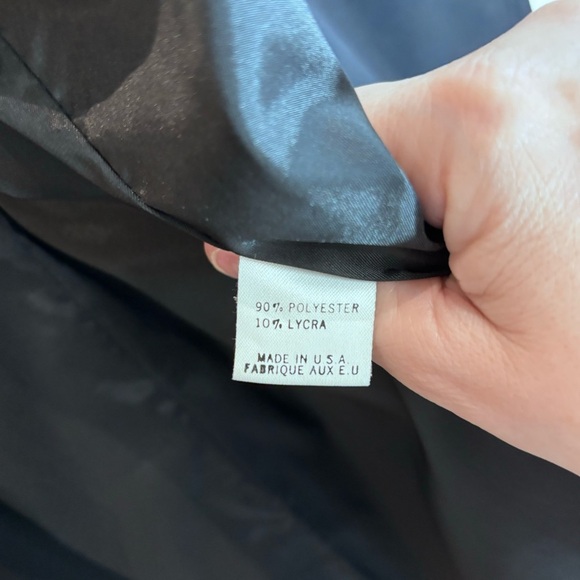 90% POLYESTER
10% LYCRA
MADE IN U.S.A.
FABRIQUE AUX E.U